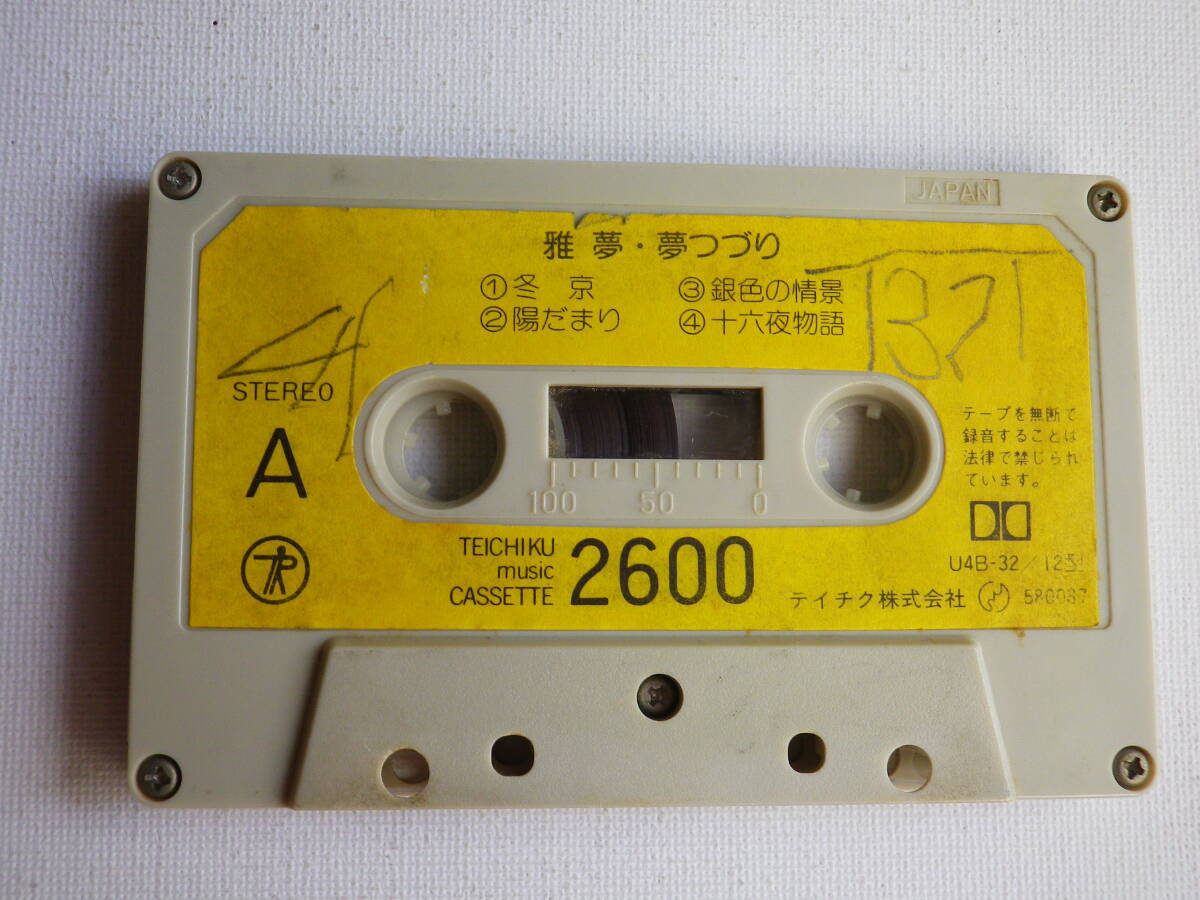 JAPAN
雅 夢・夢つづり
①冬 京 ③銀色の情景
②陽だまり ④十六夜物語
STEREO
A
テープを無断で
録音することは
法律で禁じられ
ています。
100 50 0
TEICHIKU
music
CASSETTE
2600
U4B-32
テイチク株式会社